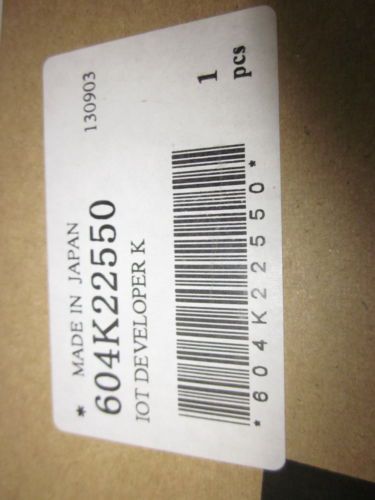 * MADE IN JAPAN 130903
604K22550
IOT DEVELOPER K 1 pcs
*604K22550*